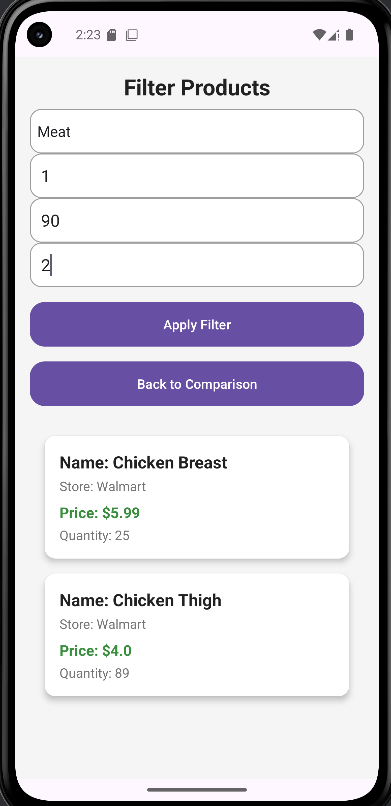 2:23
Filter Products
Meat
1
90
2
Apply Filter
Back to Comparison
Name: Chicken Breast
Store: Walmart
Price: $5.99
Quantity: 25
Name: Chicken Thigh
Store: Walmart
Price: $4.0
Quantity: 89